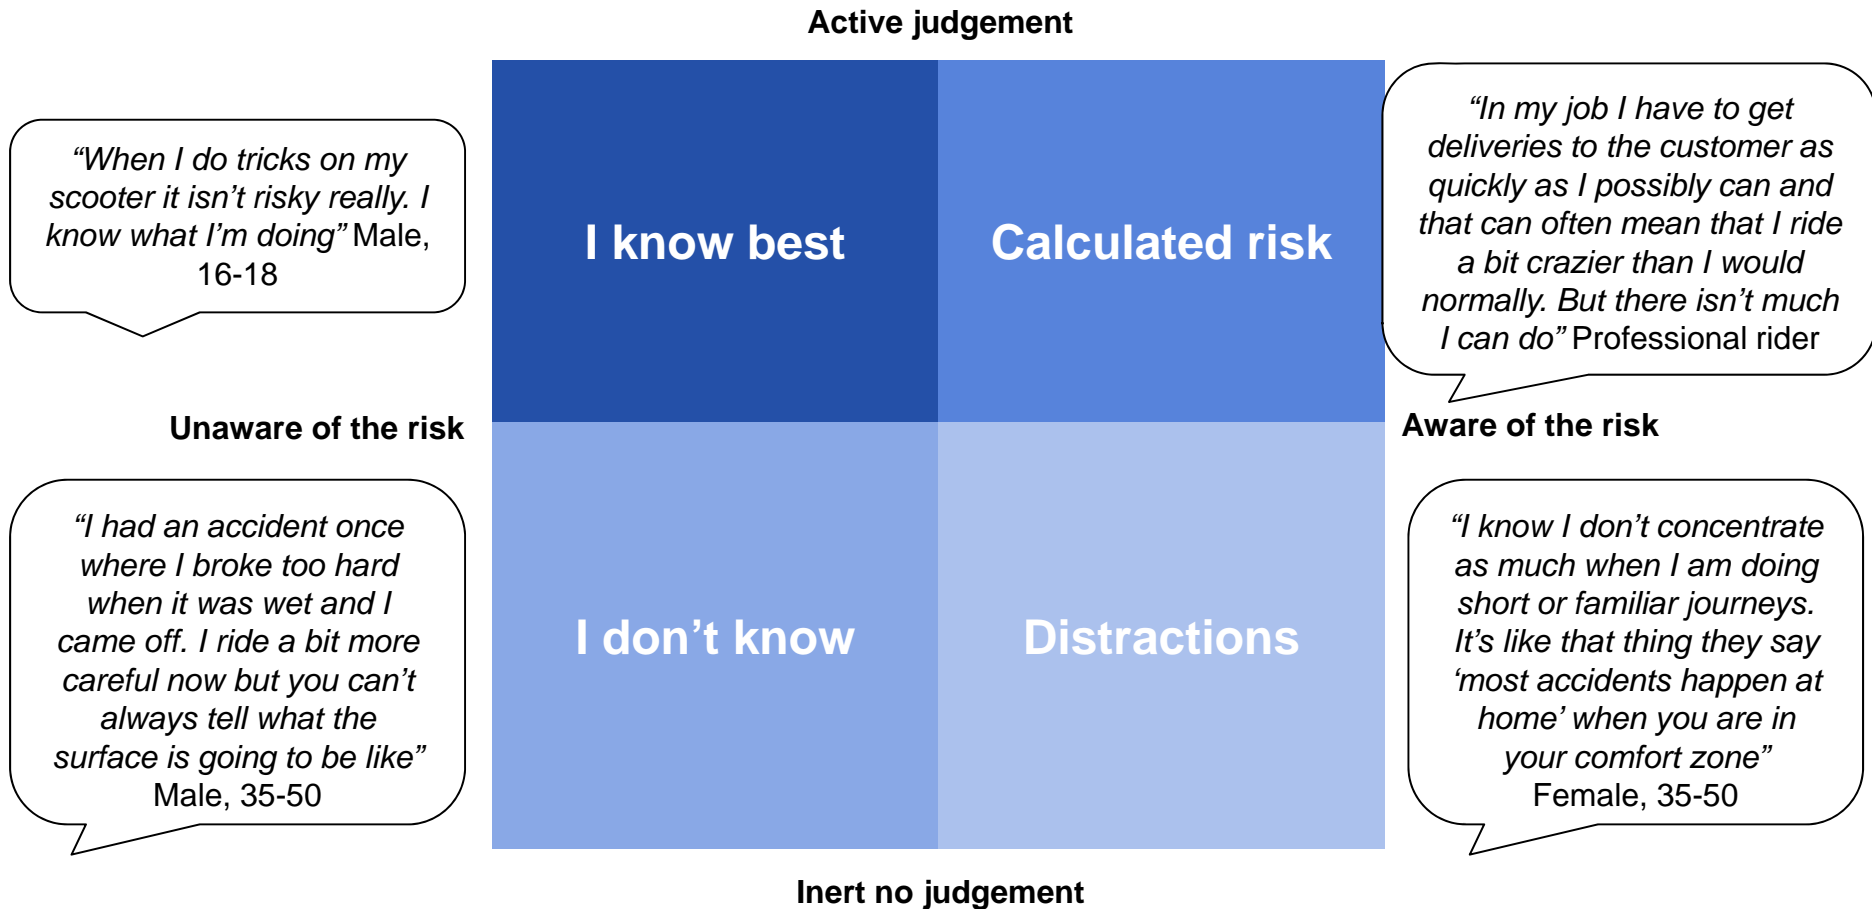 Active judgement
“When I do tricks on my
scooter it isn’t risky really. I
know what I’m doing” Male,
16-18
I know best
Calculated risk
“In my job I have to get
deliveries to the customer as
quickly as I possibly can and
that can often mean that I ride
a bit crazier than I would
normally. But there isn’t much
I can do” Professional rider
Unaware of the risk
Aware of the risk
“I had an accident once
where I broke too hard
when it was wet and I
came off. I ride a bit more
careful now but you can’t
always tell what the
surface is going to be like”
Male, 35-50
I don’t know
Distractions
“I know I don’t concentrate
as much when I am doing
short or familiar journeys.
It’s like that thing they say
‘most accidents happen at
home’ when you are in
your comfort zone”
Female, 35-50
Inert no judgement